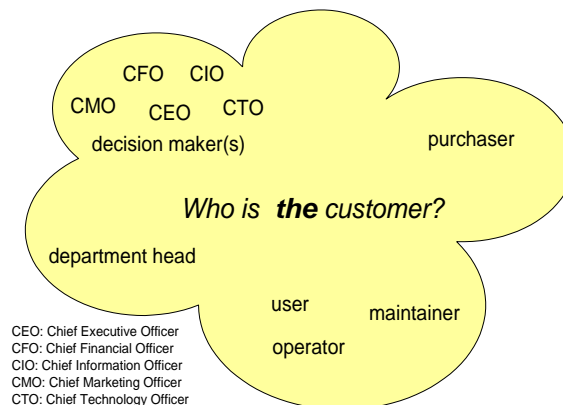 CFO CIO
CMO CEO CTO
decision maker(s)
purchaser
Who is the customer?
department head
user
maintainer
operator
CEO: Chief Executive Officer
CFO: Chief Financial Officer
CIO: Chief Information Officer
CMO: Chief Marketing Officer
CTO: Chief Technology Officer